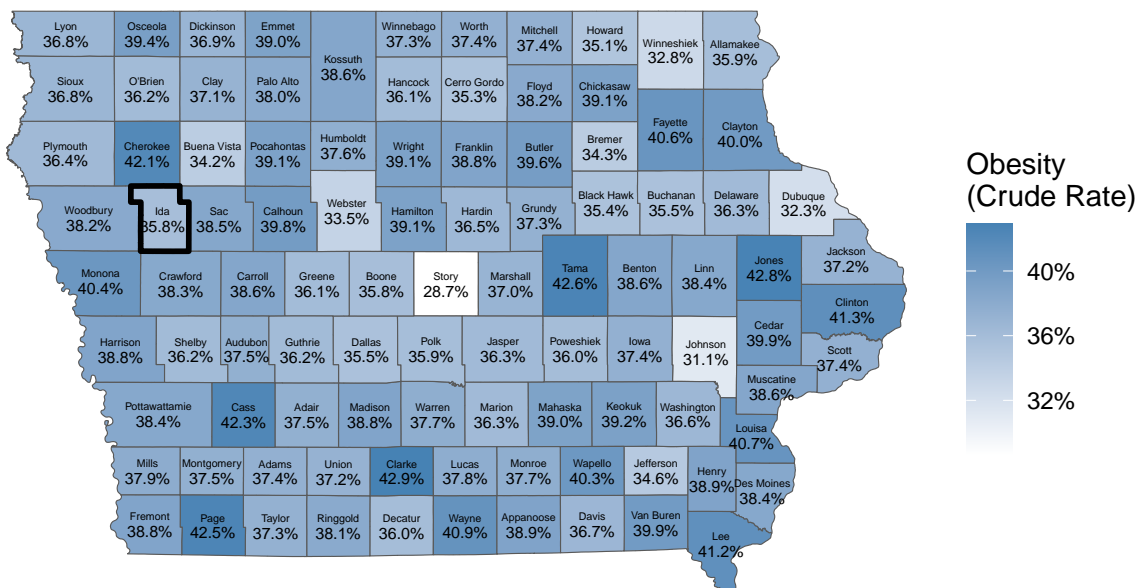 Lyon
36.8%
Osceola
39.4%
Dickinson
36.9%
Emmet
39.0%
Winnebago
37.3%
Worth
37.4%
Mitchell
37.4%
Howard
35.1%
Winneshiek
32.8%
Allamakee
35.9%
Kossuth
38.6%
Sioux
36.8%
O'Brien
36.2%
Clay
37.1%
Palo Alto
38.0%
Hancock
36.1%
Cerro Gordo
35.3%
Floyd
38.2%
Chickasaw
39.1%
Fayette
40.6%
Clayton
40.0%
Plymouth
36.4%
Cherokee
42.1%
Buena Vista
34.2%
Pocahontas
39.1%
Humboldt
37.6%
Wright
39.1%
Franklin
38.8%
Butler
39.6%
Bremer
34.3%
Woodbury
38.2%
Ida
35.8%
Sac
38.5%
Calhoun
39.8%
Webster
33.5%
Hamilton
39.1%
Hardin
36.5%
Grundy
37.3%
Black Hawk
35.4%
Buchanan
35.5%
Delaware
36.3%
Dubuque
32.3%
Monona
40.4%
Crawford
38.3%
Carroll
38.6%
Greene
36.1%
Boone
35.8%
Story
28.7%
Marshall
37.0%
Tama
42.6%
Benton
38.6%
Linn
38.4%
Jones
42.8%
Jackson
37.2%
Clinton
41.3%
Harrison
38.8%
Shelby
36.2%
Audubon
37.5%
Guthrie
36.2%
Dallas
35.5%
Polk
35.9%
Jasper
36.3%
Poweshiek
36.0%
Iowa
37.4%
Johnson
31.1%
Cedar
39.9%
Scott
37.4%
Muscatine
38.6%
Pottawattamie
38.4%
Cass
42.3%
Adair
37.5%
Madison
38.8%
Warren
37.7%
Marion
36.3%
Mahaska
39.0%
Keokuk
39.2%
Washington
36.6%
Louisa
40.7%
Mills
37.9%
Montgomery
37.5%
Adams
37.4%
Union
37.2%
Clarke
42.9%
Lucas
37.8%
Monroe
37.7%
Wapello
40.3%
Jefferson
34.6%
Henry
38.9%
Des Moines
38.4%
Fremont
38.8%
Page
42.5%
Taylor
37.3%
Ringgold
38.1%
Decatur
36.0%
Wayne
40.9%
Appanoose
38.9%
Davis
36.7%
Van Buren
39.9%
Lee
41.2%
Obesity
(Crude Rate)
40%
36%
32%